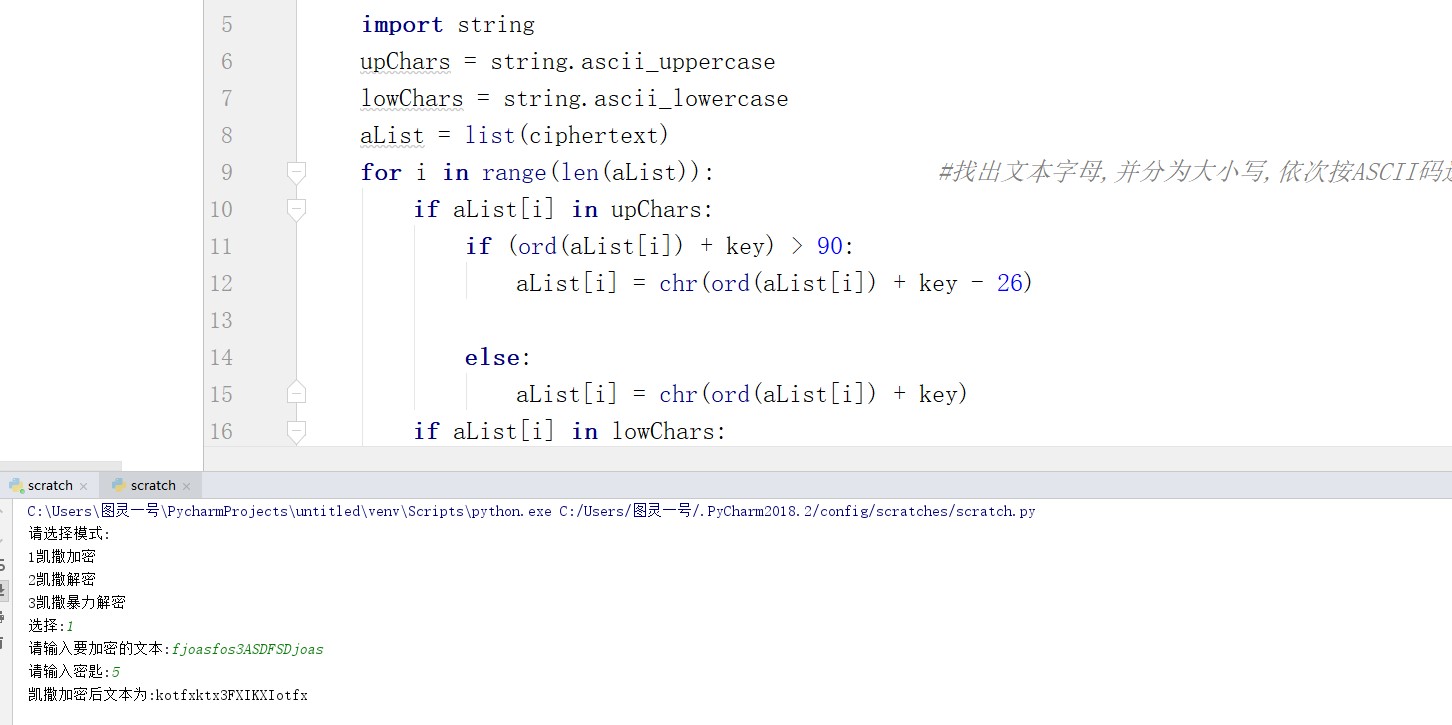 5 import string
6 upChars = string.ascii_uppercase
7 lowChars = string.ascii_lowercase
8 aList = list(ciphertext)
9 for i in range(len(aList)): #找出文本字母,并分为大小写,依次按ASCII码
10 if aList[i] in upChars:
11 if (ord(aList[i]) + key) > 90:
12 aList[i] = chr(ord(aList[i]) + key - 26)
13
14 else:
15 aList[i] = chr(ord(aList[i]) + key)
16 if aList[i] in lowChars:
scratch × scratch ×
C:\Users\图灵一号\PycharmProjects\untitled\venv\Scripts\python.exe C:/Users/图灵一号/.PyCharm2018.2/config/scratches/scratch.py
请选择模式:
1凯撒加密
2凯撒解密
3凯撒暴力解密
选择:1
请输入要加密的文本:fjoasfos3ASDFSDjoas
请输入密匙:5
凯撒加密后文本为:kotfxktx3FXIKXIotfx